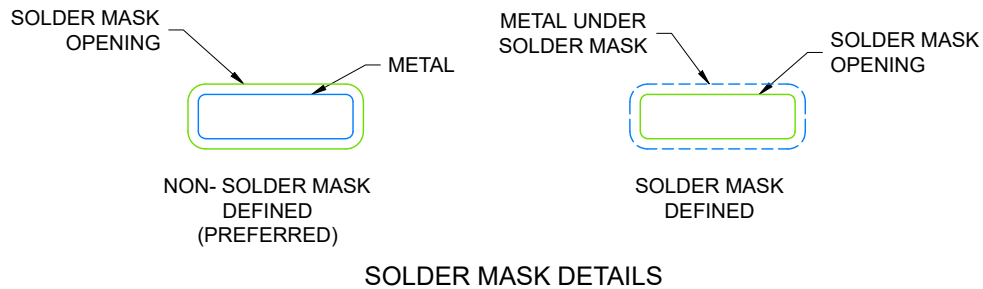 SOLDER MASK
OPENING
METAL
NON- SOLDER MASK
DEFINED
(PREFERRED)
METAL UNDER
SOLDER MASK
SOLDER MASK
OPENING
SOLDER MASK
DEFINED
SOLDER MASK DETAILS